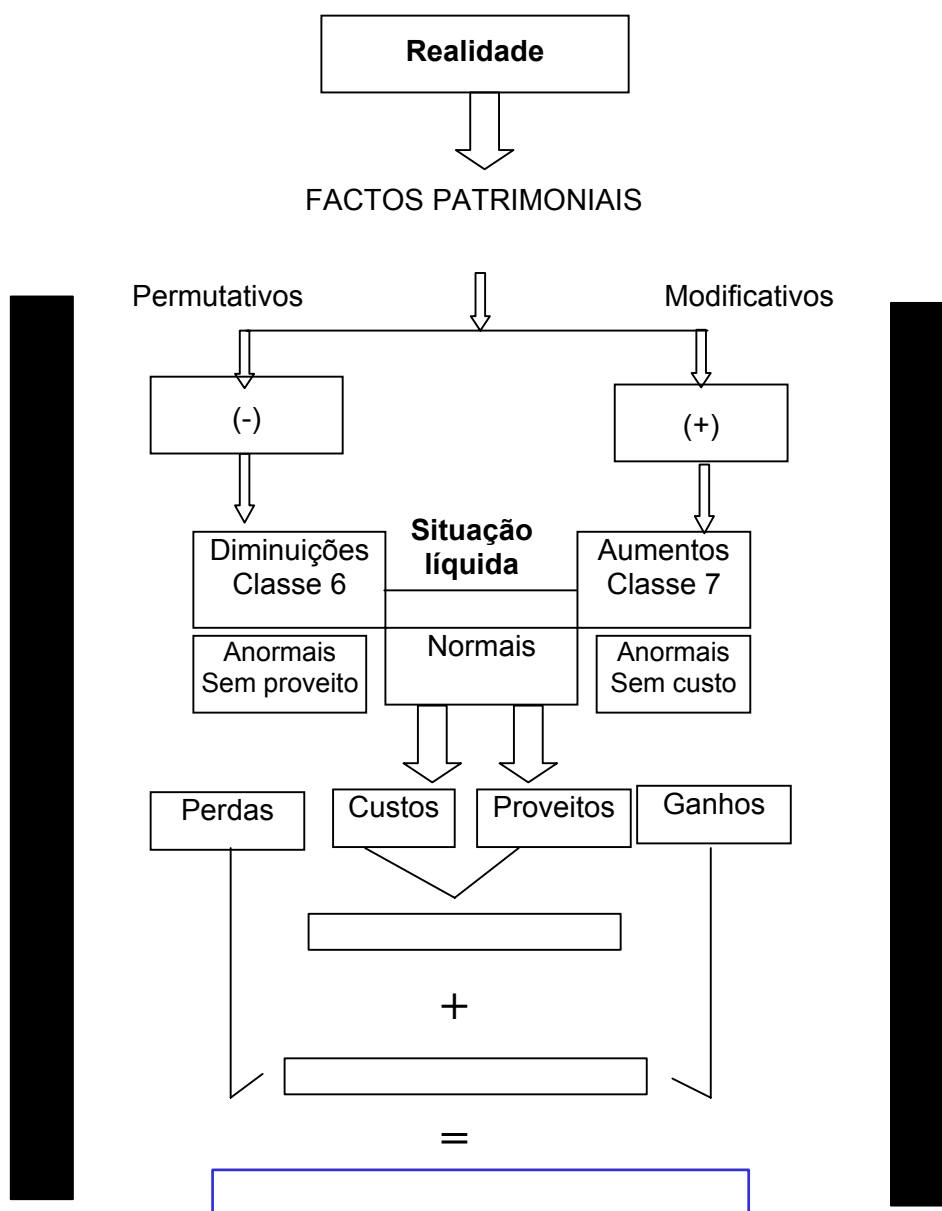 Realidade
FACTOS PATRIMONIAIS
Permutativos
Modificativos
(-)
(+)
Diminuições
Classe 6
Situação
líquida
Aumentos
Classe 7
Anormais
Sem proveito
Normais
Anormais
Sem custo
Perdas
Custos
Proveitos
Ganhos
+
=